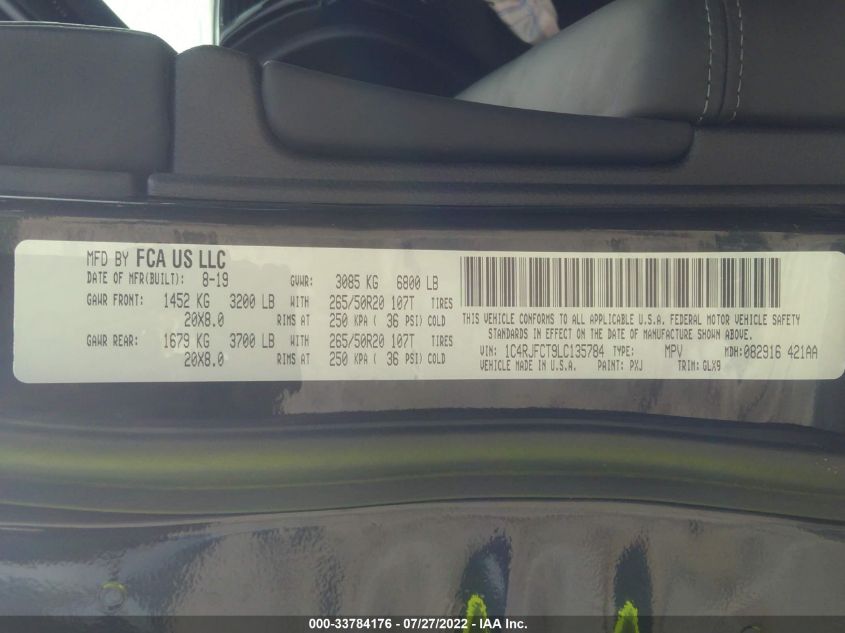 MFD BY FCA US LLC
DATE OF MFR(BUILT): 8-19 GVWR: 3085 KG 6800 LB
GAWR FRONT: 1452 KG 3200 LB WITH 265/50R20 107T TIRES
20X8.0 RIMS AT 250 KPA ( 36 PSI) COLD
GAWR REAR: 1679 KG 3700 LB WITH 265/50R20 107T TIRES
20X8.0 RIMS AT 250 KPA ( 36 PSI) COLD
THIS VEHICLE CONFORMS TO ALL APPLICABLE U.S.A. FEDERAL MOTOR VEHICLE SAFETY
STANDARDS IN EFFECT ON THE DATE OF MANUFACTURE SHOWN ABOVE.
VIN: 1C4RJFCT9LC135784 TYPE: MPV MDH: 082916 421AA
VEHICLE MADE IN U.S.A. PAINT: PXJ TRIM: GLX9
000-33784176 - 07/27/2022 - IAA Inc.